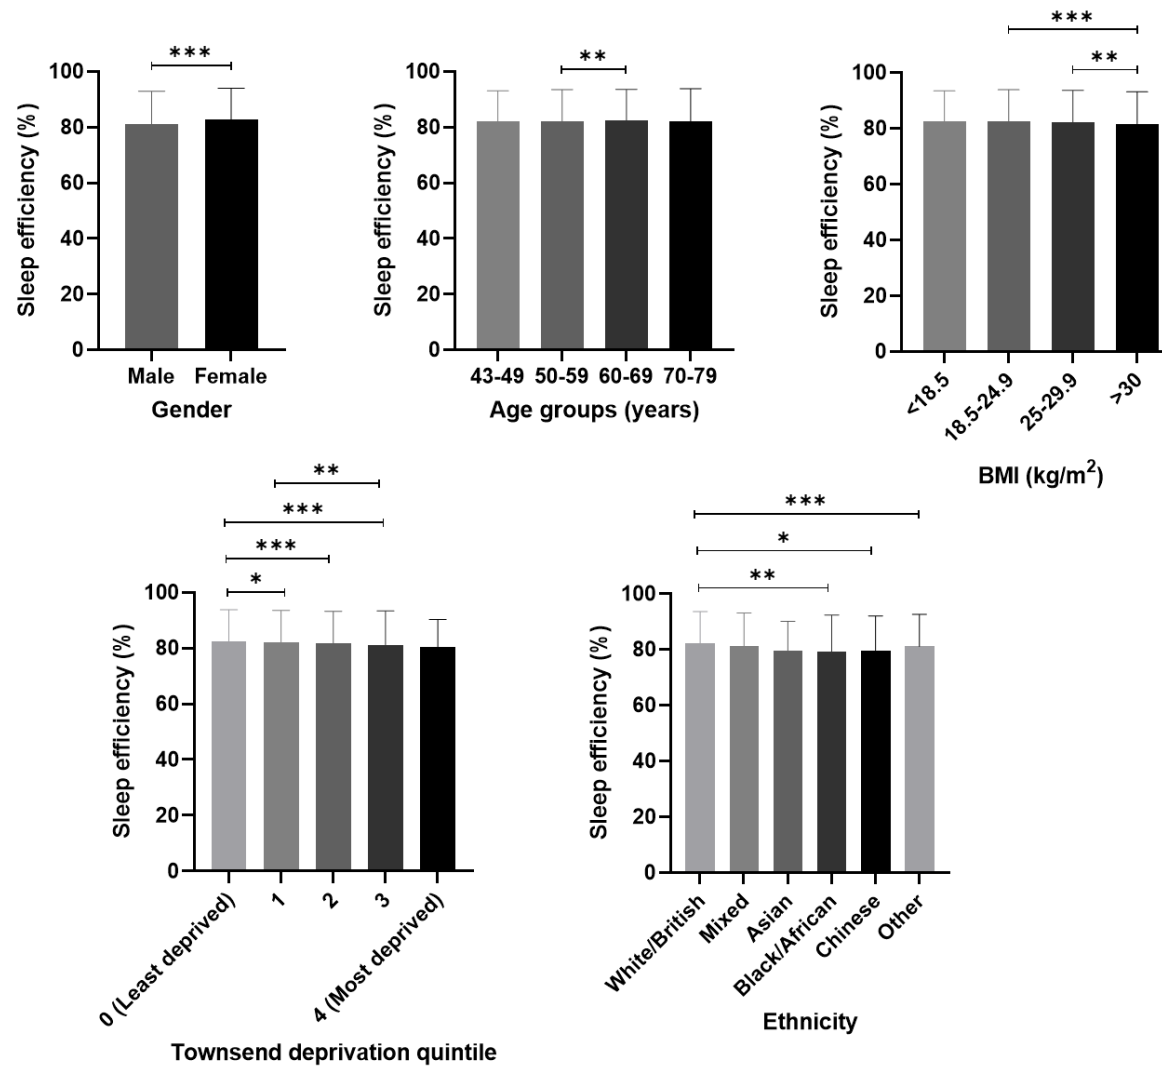 ***
100
80
60
40
20
0
Sleep efficiency (%)
Male Female
Gender
**
100
80
60
40
20
0
Sleep efficiency (%)
43-49 50-59 60-69 70-79
Age groups (years)
***
**
100
80
60
40
20
0
Sleep efficiency (%)
<18.5
18.5-24.9
25-29.9
>30
BMI (kg/m²)
**
***
***
*
100
80
60
40
20
0
Sleep efficiency (%)
0 (Least deprived)
1
2
3
4 (Most deprived)
Townsend deprivation quintile
***
*
**
100
80
60
40
20
0
Sleep efficiency (%)
White/British
Mixed
Asian
Black/African
Chinese
Other
Ethnicity